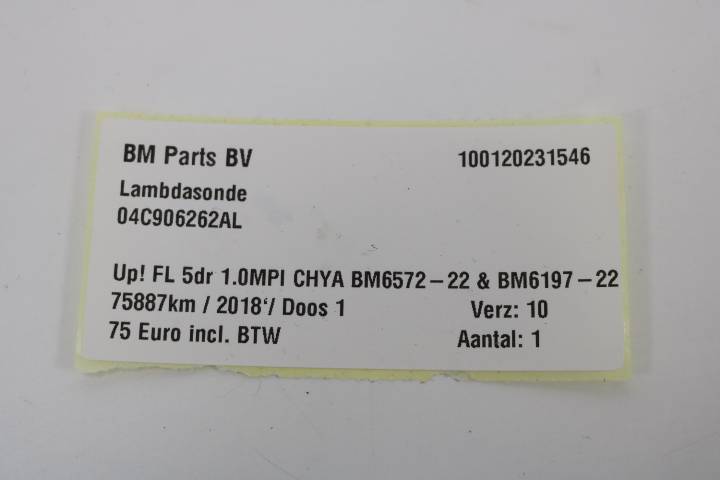 BM Parts BV 100120231546
Lambdasonde
04C906262AL
Up! FL 5dr 1.0MPI CHYA BM6572-22 & BM6197-22
75887km / 2018'/ Doos 1 Verz: 10
75 Euro incl. BTW Aantal: 1